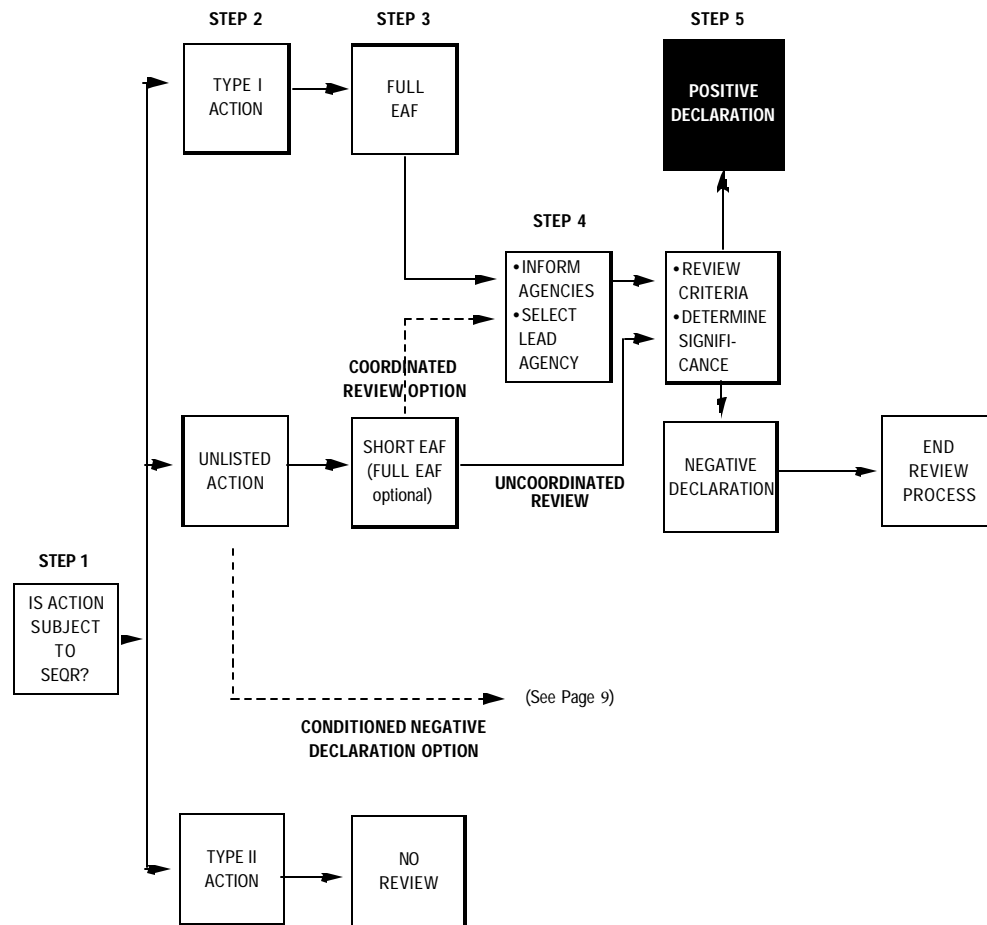 STEP 2
STEP 3
STEP 5
TYPE I
ACTION
FULL
EAF
POSITIVE
DECLARATION
STEP 4
•INFORM
AGENCIES
•SELECT
LEAD
AGENCY
•REVIEW
CRITERIA
•DETERMINE
SIGNIFI-
CANCE
COORDINATED
REVIEW OPTION
UNLISTED
ACTION
SHORT EAF
(FULL EAF
optional)
UNCOORDINATED
REVIEW
NEGATIVE
DECLARATION
END
REVIEW
PROCESS
STEP 1
IS ACTION
SUBJECT
TO
SEQR?
(See Page 9)
CONDITIONED NEGATIVE
DECLARATION OPTION
TYPE II
ACTION
NO
REVIEW